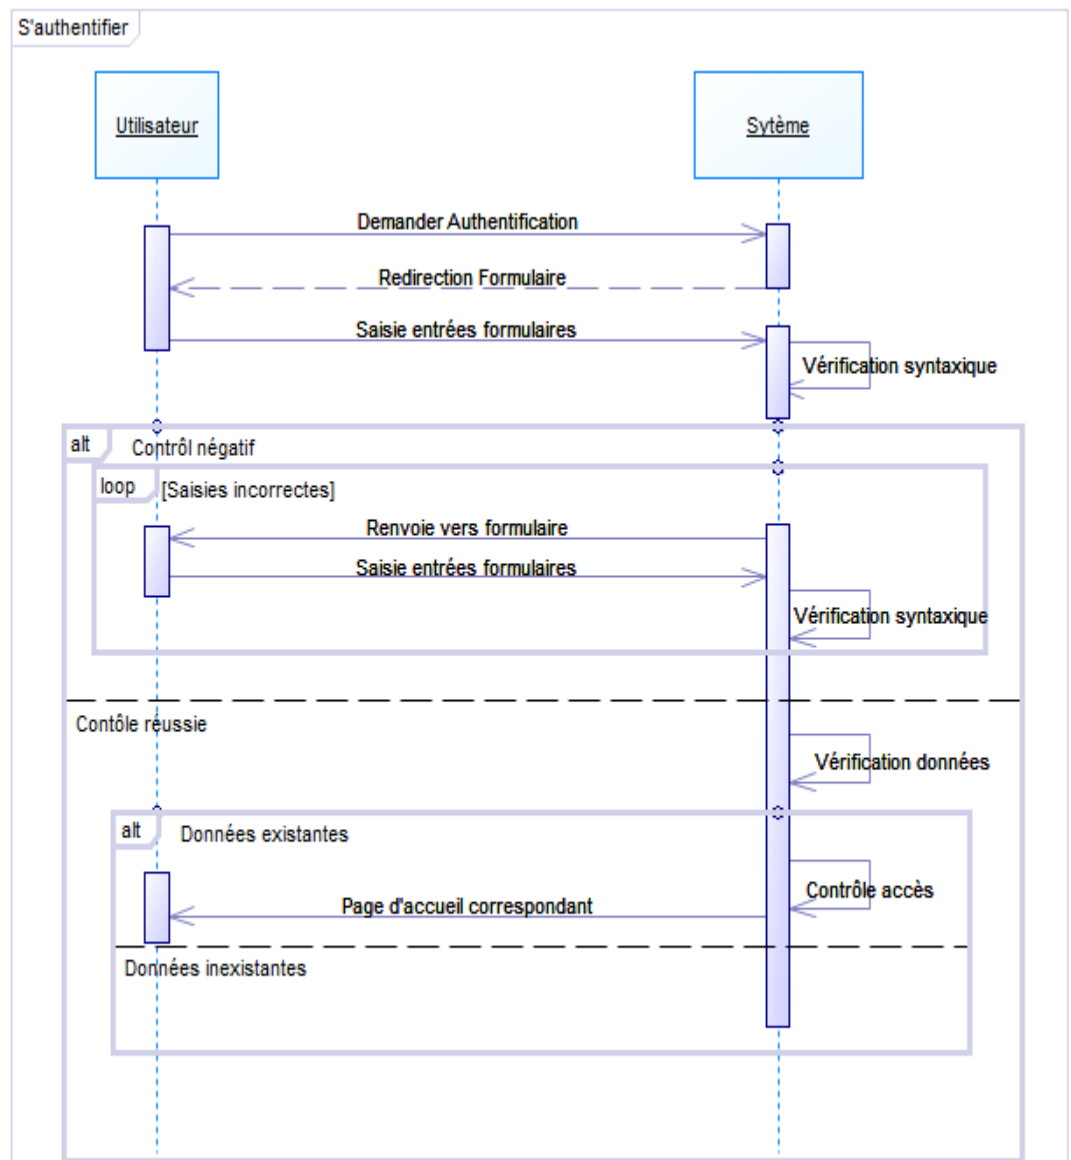 S'authentifier
Utilisateur
Sytème
Demander Authentification
Redirection Formulaire
Saisie entrées formulaires
Vérification syntaxique
alt
Contrôl négatif
loop
[Saisies incorrectes]
Renvoie vers formulaire
Saisie entrées formulaires
Vérification syntaxique
Contôle réussie
Vérification données
alt
Données existantes
Contrôle accès
Page d'accueil correspondant
Données inexistantes